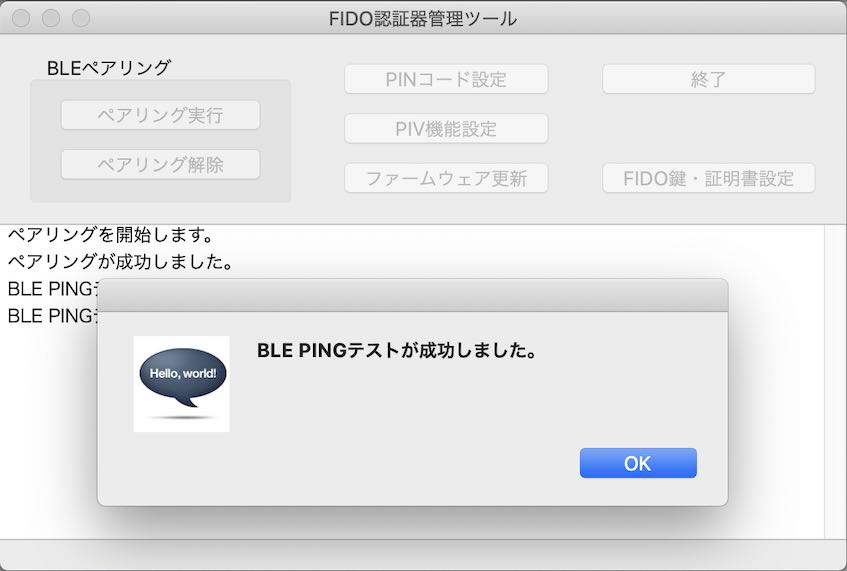 FIDO認証器管理ツール
BLEペアリング
ペアリング実行
ペアリング解除
PINコード設定
PIV機能設定
ファームウェア更新
終了
FIDO鍵・証明書設定
ペアリングを開始します。
ペアリングが成功しました。
BLE PING
BLE PING
Hello, world!
BLE PINGテストが成功しました。
OK